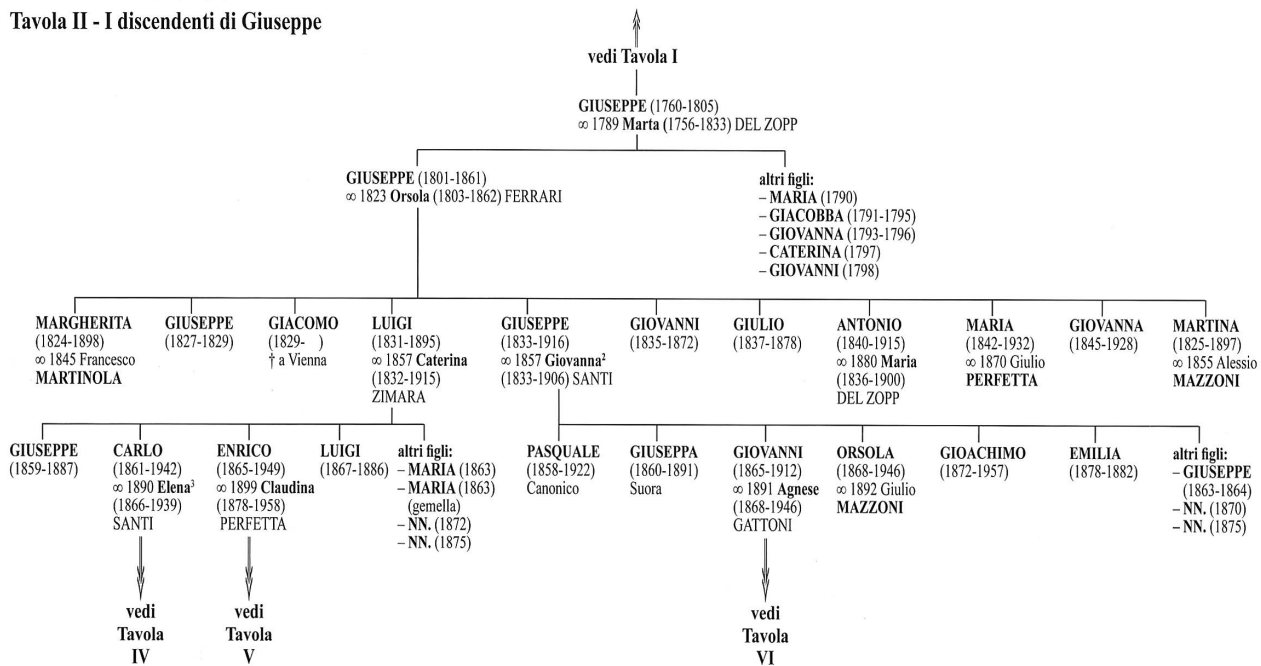 Tavola II - I discendenti di Giuseppe
vedi Tavola I
GIUSEPPE (1760-1805)
∞ 1789 Marta (1756-1833) DEL ZOPP
GIUSEPPE (1801-1861)
∞ 1823 Orsola (1803-1862) FERRARI
altri figli:
– MARIA (1790)
– GIACOBBA (1791-1795)
– GIOVANNA (1793-1796)
– CATERINA (1797)
– GIOVANNI (1798)
MARGHERITA
(1824-1898)
∞ 1845 Francesco
MARTINOLA
GIUSEPPE
(1827-1829)
GIACOMO
(1829- )
† a Vienna
LUIGI
(1831-1895)
∞ 1857 Caterina
(1832-1915)
ZIMARA
GIUSEPPE
(1833-1916)
∞ 1857 Giovanna²
(1833-1906) SANTI
GIOVANNI
(1835-1872)
GIULIO
(1837-1878)
ANTONIO
(1840-1915)
∞ 1880 Maria
(1836-1900)
DEL ZOPP
MARIA
(1842-1932)
∞ 1870 Giulio
PERFETTA
GIOVANNA
(1845-1928)
MARTINA
(1825-1897)
∞ 1855 Alessio
MAZZONI
GIUSEPPE
(1859-1887)
CARLO
(1861-1942)
∞ 1890 Elena³
(1866-1939)
SANTI
ENRICO
(1865-1949)
∞ 1899 Claudina
(1878-1958)
PERFETTA
LUIGI
(1867-1886)
altri figli:
– MARIA (1863)
– MARIA (1863)
(gemella)
– NN. (1872)
– NN. (1875)
PASQUALE
(1858-1922)
Canonico
GIUSEPPA
(1860-1891)
Suora
GIOVANNI
(1865-1912)
∞ 1891 Agnese
(1868-1946)
GATTONI
ORSOLA
(1868-1946)
∞ 1892 Giulio
MAZZONI
GIOACHIMO
(1872-1957)
EMILIA
(1878-1882)
altri figli:
– GIUSEPPE
(1863-1864)
– NN. (1870)
– NN. (1875)
vedi
Tavola
IV
vedi
Tavola
V
vedi
Tavola
VI